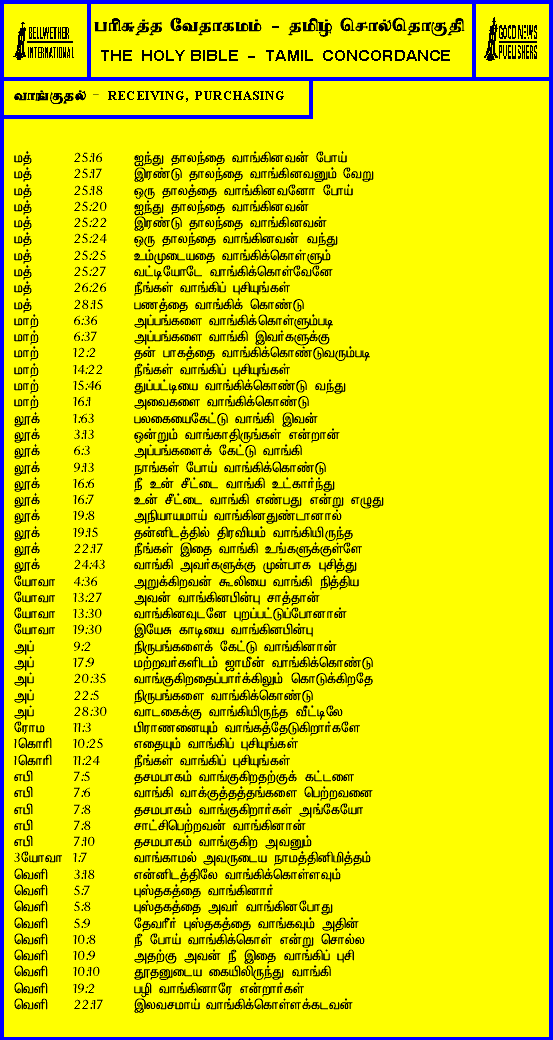 BELLWETHER
INTERNATIONAL
பரிசுத்த வேதாகமம் - தமிழ் சொல்தொகுதி
THE HOLY BIBLE - TAMIL CONCORDANCE
GOOD NEWS
PUBLISHERS
வாங்குதல் - RECEIVING, PURCHASING
மத் 25:16 ஐந்து தாலந்தை வாங்கினவன் போய்
மத் 25:17 இரண்டு தாலந்தை வாங்கினவனும் வேறு
மத் 25:18 ஒரு தாலத்தை வாங்கினவனோ போய்
மத் 25:20 ஐந்து தாலந்தை வாங்கினவன்
மத் 25:22 இரண்டு தாலந்தை வாங்கினவன்
மத் 25:24 ஒரு தாலந்தை வாங்கினவன் வந்து
மத் 25:25 உம்முடையதை வாங்கிக்கொள்ளும்
மத் 25:27 வட்டியோடே வாங்கிக்கொள்வேனே
மத் 26:26 நீங்கள் வாங்கிப் புசியுங்கள்
மத் 28:15 பணத்தை வாங்கிக் கொண்டு
மாற் 6:36 அப்பங்களை வாங்கிக்கொள்ளும்படி
மாற் 6:37 அப்பங்களை வாங்கி இவர்களுக்கு
மாற் 12:2 தன் பாகத்தை வாங்கிக்கொண்டுவரும்படி
மாற் 14:22 நீங்கள் வாங்கிப் புசியுங்கள்
மாற் 15:46 துப்பட்டியை வாங்கிக்கொண்டு வந்து
மாற் 16:1 அவைகளை வாங்கிக்கொண்டு
லூக் 1:63 பலகையைகேட்டு வாங்கி இவன்
லூக் 3:13 ஒன்றும் வாங்காதிருங்கள் என்றான்
லூக் 6:3 அப்பங்களைக் கேட்டு வாங்கி
லூக் 9:13 நாங்கள் போய் வாங்கிக்கொண்டு
லூக் 16:6 நீ உன் சீட்டை வாங்கி உட்கார்ந்து
லூக் 16:7 உன் சீட்டை வாங்கி எண்பது என்று எழுது
லூக் 19:8 அநியாயமாய் வாங்கினதுண்டானால்
லூக் 19:15 தன்னிடத்தில் திரவியம் வாங்கியிருந்த
லூக் 22:17 நீங்கள் இதை வாங்கி உங்களுக்குள்ளே
லூக் 24:43 வாங்கி அவர்களுக்கு முன்பாக புசித்து
யோவா 4:36 அறுக்கிறவன் கூலியை வாங்கி நித்திய
யோவா 13:27 அவன் வாங்கினபின்பு சாத்தான்
யோவா 13:30 வாங்கினவுடனே புறப்பட்டுப்போனான்
யோவா 19:30 இயேசு காடியை வாங்கினபின்பு
அப் 9:2 நிருபங்களைக் கேட்டு வாங்கினான்
அப் 17:9 மற்றவர்களிடம் ஜாமீன் வாங்கிக்கொண்டு
அப் 20:35 வாங்குகிறதைப்பார்க்கிலும் கொடுக்கிறதே
அப் 22:5 நிருபங்களை வாங்கிக்கொண்டு
அப் 28:30 வாடகைக்கு வாங்கியிருந்த வீட்டிலே
ரோம 11:3 பிராணனையும் வாங்கத்தேடுகிறார்களே
1கொரி 10:25 எதையும் வாங்கிப் புசியுங்கள்
1கொரி 11:24 நீங்கள் வாங்கிப் புசியுங்கள்
எபி 7:5 தசமபாகம் வாங்குகிறதற்குக் கட்டளை
எபி 7:6 வாங்கி வாக்குத்தத்தங்களை பெற்றவனை
எபி 7:8 தசமபாகம் வாங்குகிறார்கள் அங்கேயோ
எபி 7:8 சாட்சிபெற்றவன் வாங்கினான்
எபி 7:10 தசமபாகம் வாங்குகிற அவனும்
3யோவா 1:7 வாங்காமல் அவருடைய நாமத்தினிமித்தம்
வெளி 3:18 என்னிடத்திலே வாங்கிக்கொள்ளவும்
வெளி 5:7 புஸ்தகத்தை வாங்கினார்
வெளி 5:8 புஸ்தகத்தை அவர் வாங்கினபோது
வெளி 5:9 தேவரீர் புஸ்தகத்தை வாங்கவும் அதின்
வெளி 10:8 நீ போய் வாங்கிக்கொள் என்று சொல்ல
வெளி 10:9 அதற்கு அவன் நீ இதை வாங்கிப் புசி
வெளி 10:10 தூதனுடைய கையிலிருந்து வாங்கி
வெளி 19:2 பழி வாங்கினாரே என்றார்கள்
வெளி 22:17 இலவசமாய் வாங்கிக்கொள்ளக்கடவன்